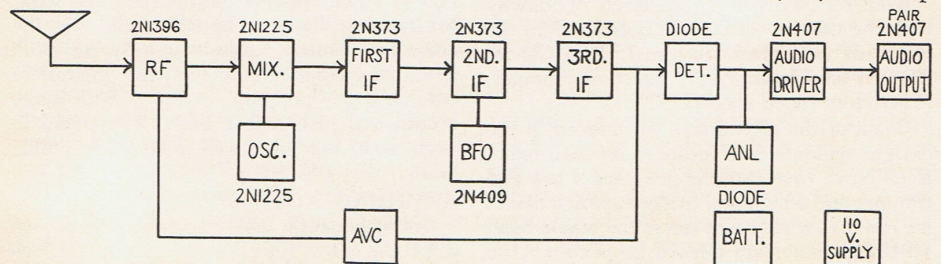 PAIR
2N1396 2N1225 2N373 2N373 2N373 DIODE 2N407 2N407
RF
MIX.
FIRST
IF
2ND.
IF
3RD.
IF
DET.
AUDIO
DRIVER
AUDIO
OUTPUT
OSC.
2N1225
BFO
2N409
ANL
DIODE
AVC
BATT.
110
V.
SUPPLY